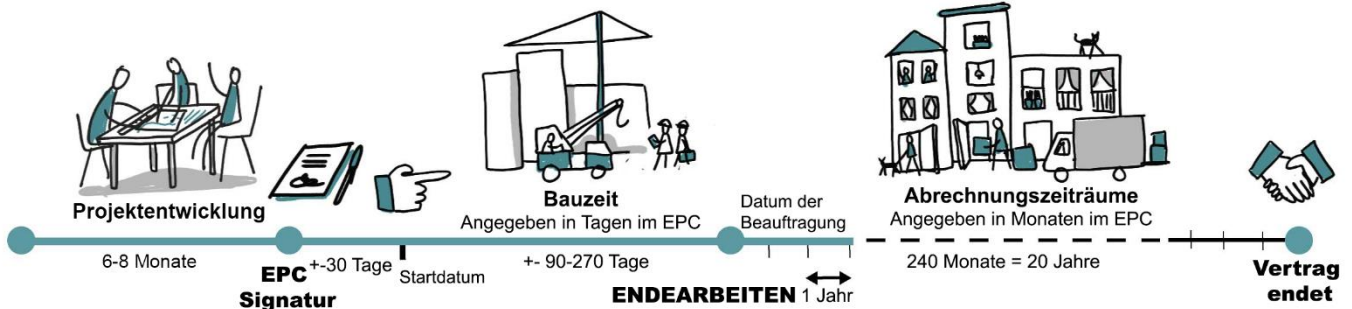 Projektentwicklung
6-8 Monate
EPC
Signatur
+-30 Tage
Startdatum
Bauzeit
Angegeben in Tagen im EPC
+- 90-270 Tage
ENDEARBEITEN
Datum der
Beauftragung
1 Jahr
Abrechnungszeiträume
Angegeben in Monaten im EPC
240 Monate = 20 Jahre
Vertrag
endet